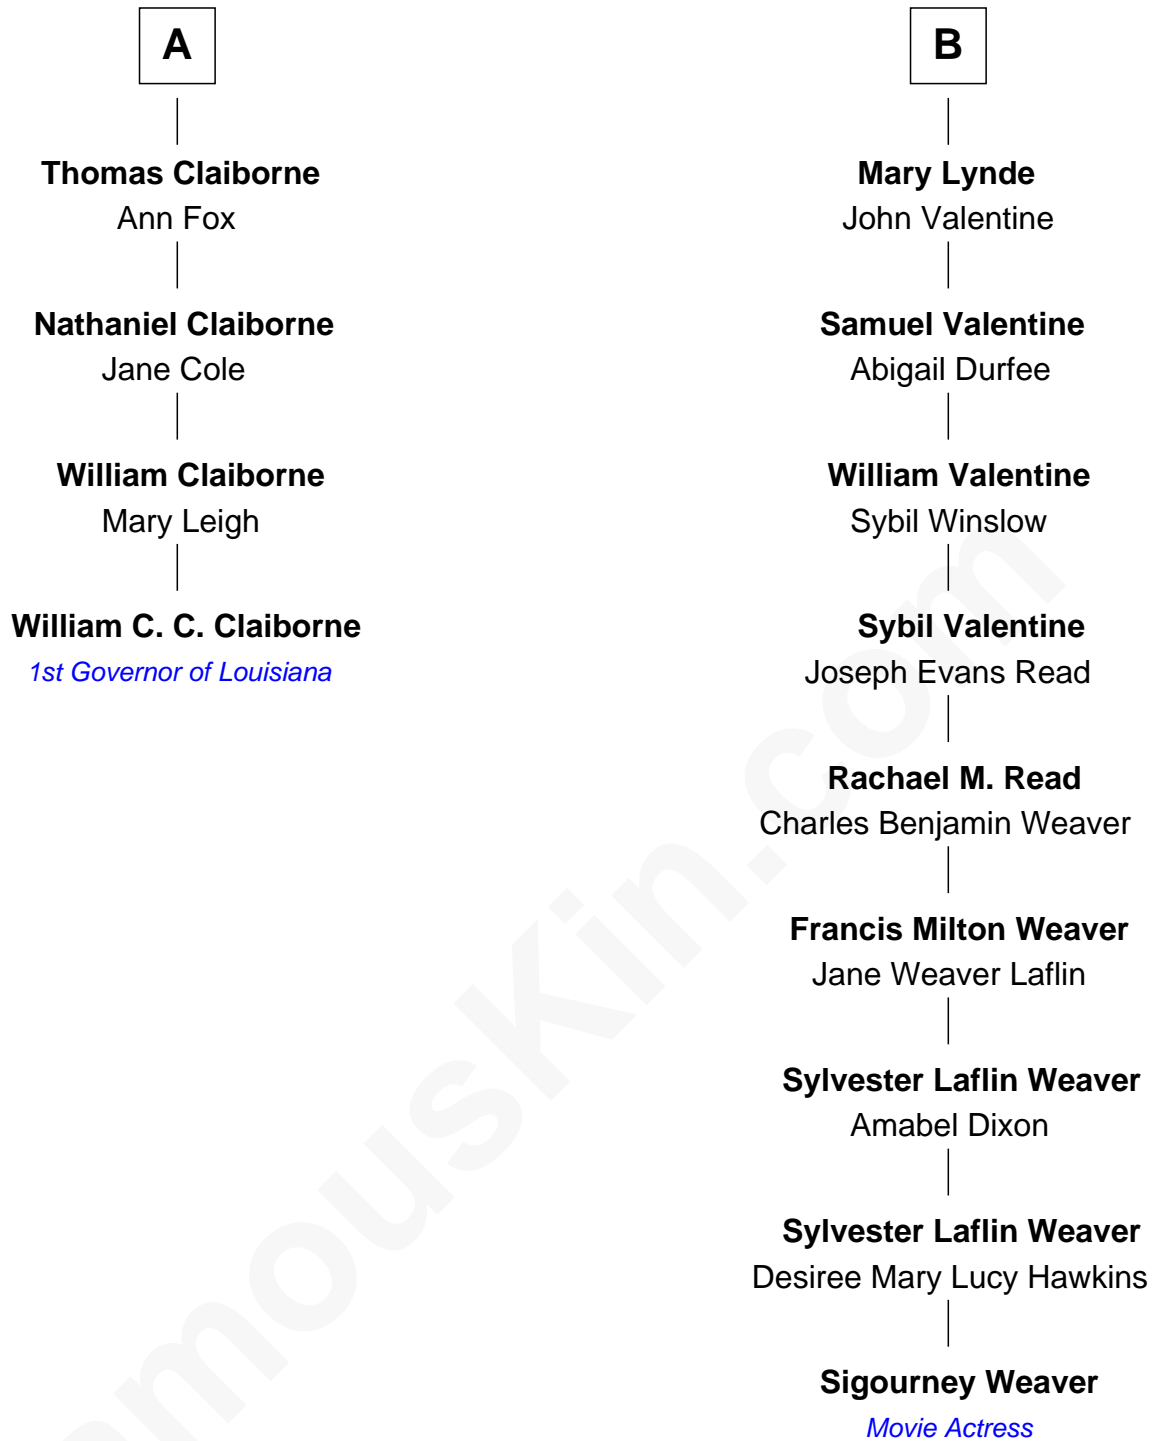 A
Thomas Claiborne
Ann Fox
Nathaniel Claiborne
Jane Cole
William Claiborne
Mary Leigh
William C. C. Claiborne
1st Governor of Louisiana
B
Mary Lynde
John Valentine
Samuel Valentine
Abigail Durfee
William Valentine
Sybil Winslow
Sybil Valentine
Joseph Evans Read
Rachael M. Read
Charles Benjamin Weaver
Francis Milton Weaver
Jane Weaver Laflin
Sylvester Laflin Weaver
Amabel Dixon
Sylvester Laflin Weaver
Desiree Mary Lucy Hawkins
Sigourney Weaver
Movie Actress
amouskin.com